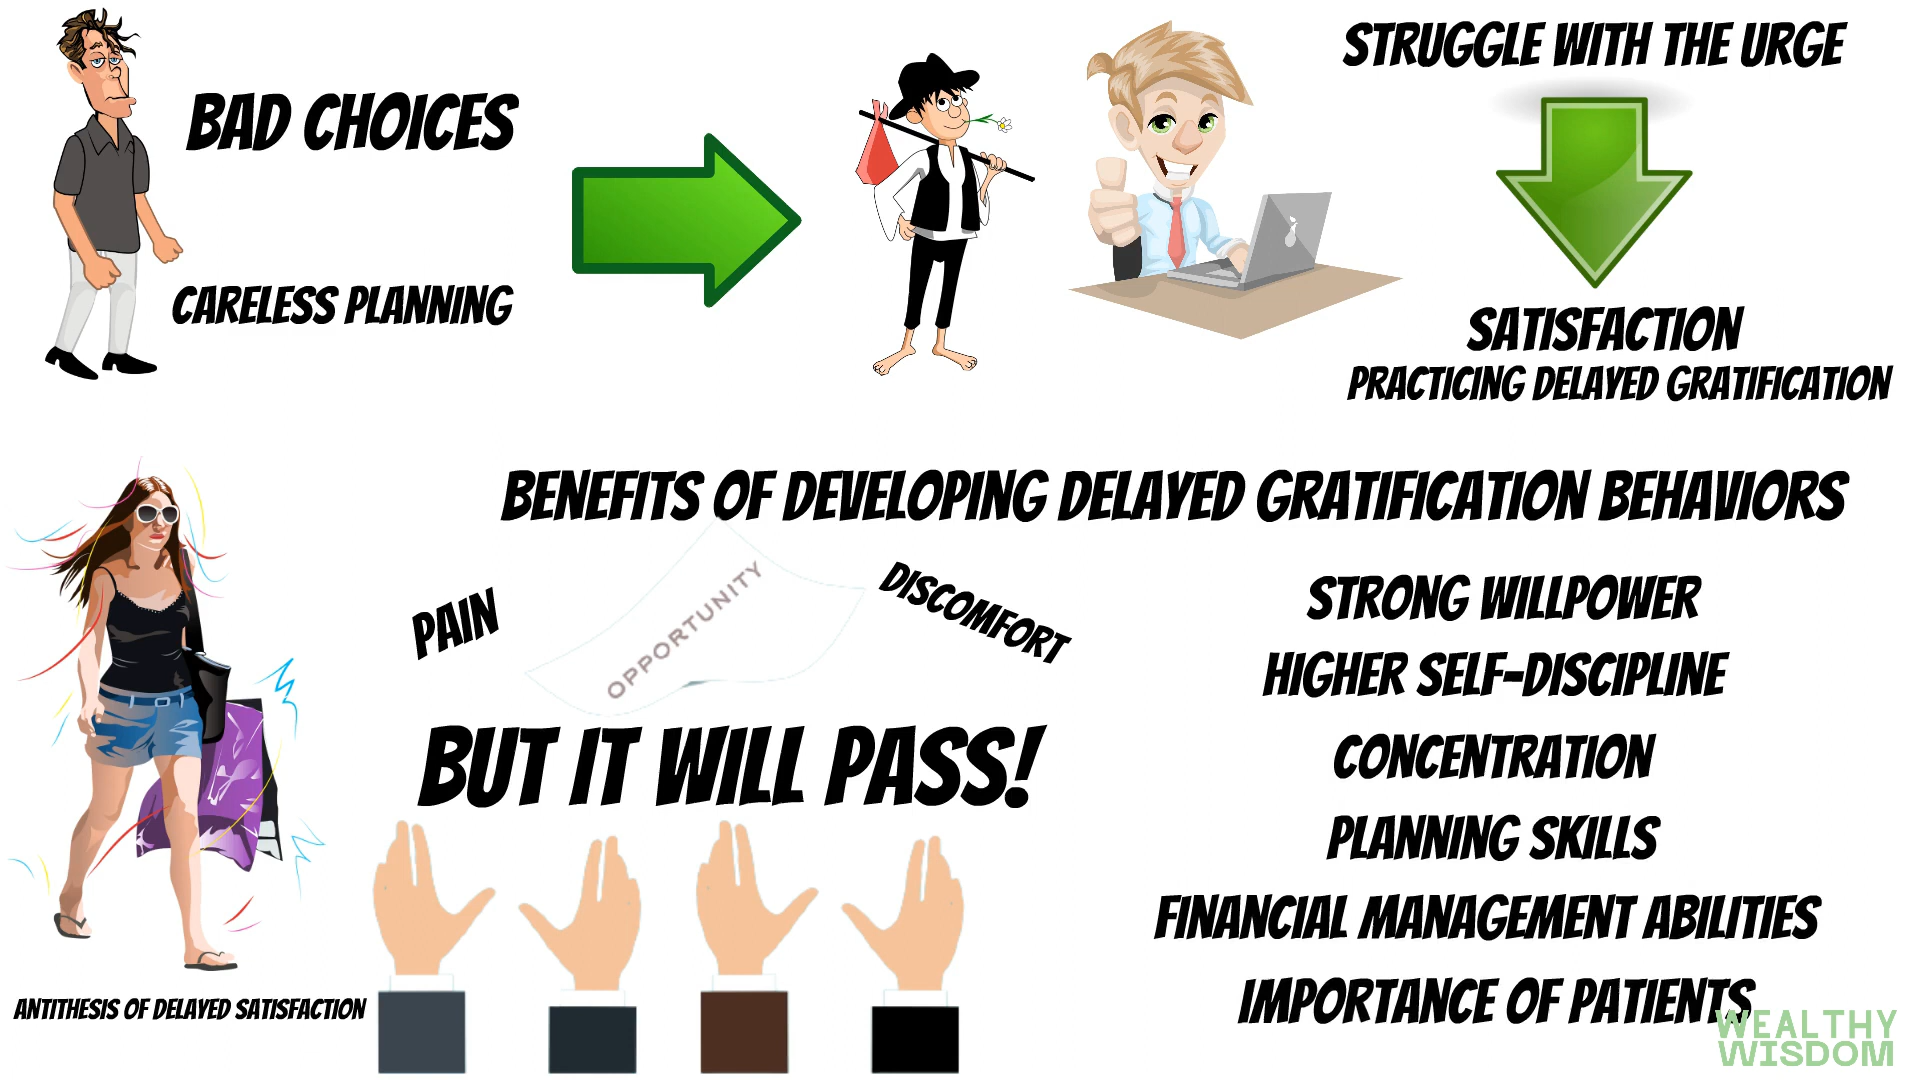 BAD CHOICES
CARELESS PLANNING
STRUGGLE WITH THE URGE
SATISFACTION
PRACTICING DELAYED GRATIFICATION
BENEFITS OF DEVELOPING DELAYED GRATIFICATION BEHAVIORS
PAIN
OPPORTUNITY
DISCOMFORT
BUT IT WILL PASS!
STRONG WILLPOWER
HIGHER SELF-DISCIPLINE
CONCENTRATION
PLANNING SKILLS
FINANCIAL MANAGEMENT ABILITIES
IMPORTANCE OF PATIENTS
ANTITHESIS OF DELAYED SATISFACTION
WEALTHY
WISDOM